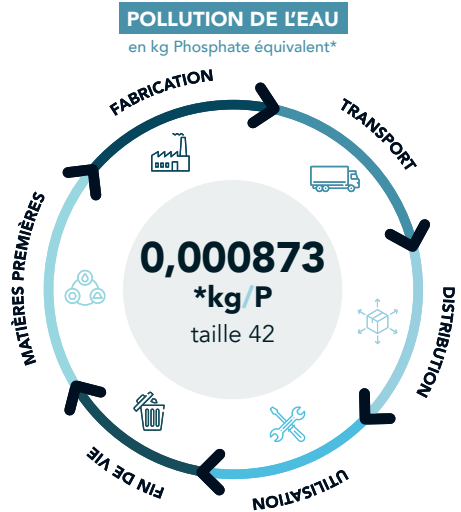 POLLUTION DE L'EAU
en kg Phosphate équivalent*
FABRICATION
TRANSPORT
DISTRIBUTION
UTILISATION
FIN DE VIE
MATIÈRES PREMIÈRES
0,000873
*kg/P
taille 42